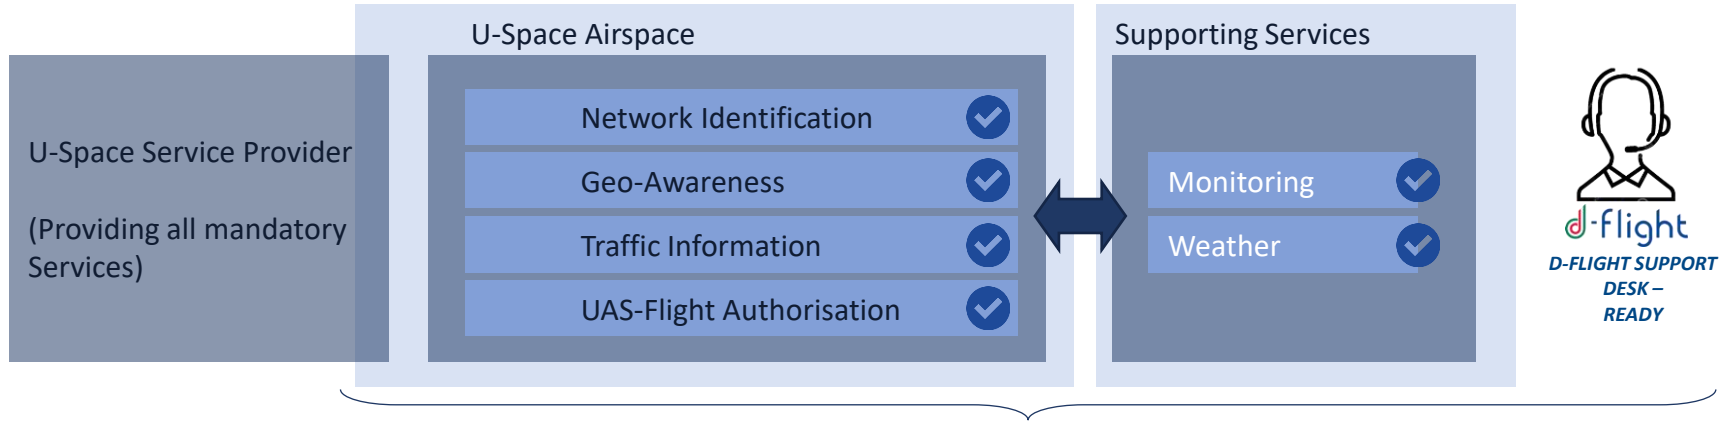 U-Space Airspace
Supporting Services
U-Space Service Provider
(Providing all mandatory
Services)
Network Identification
Geo-Awareness
Traffic Information
UAS-Flight Authorisation
Monitoring
Weather
d-flight
D-FLIGHT SUPPORT
DESK –
READY